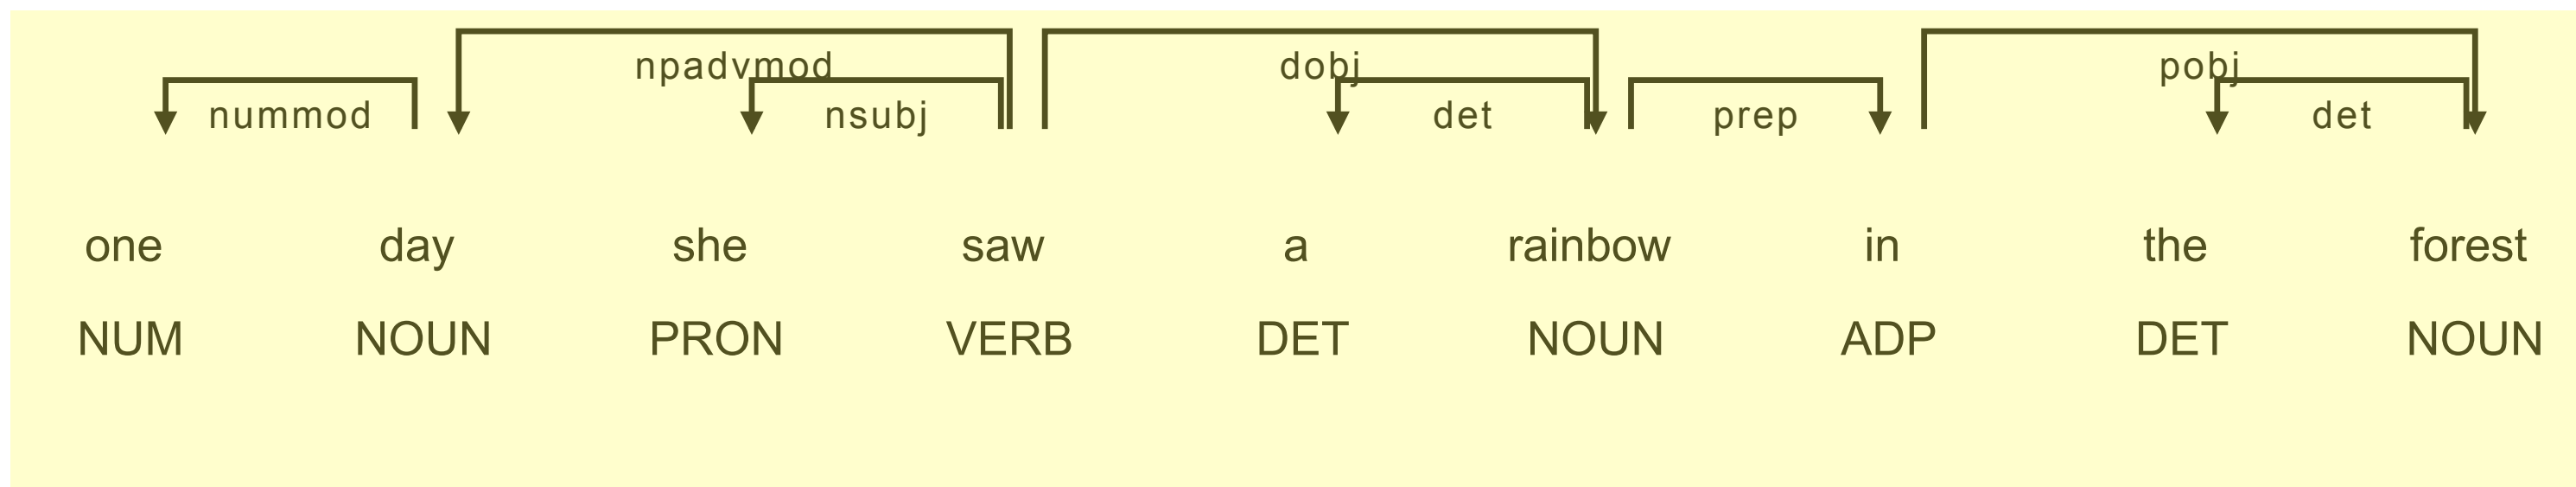 npadvmod dobj pobj
nummod nsubj det prep det
one day she saw a rainbow in the forest
NUM NOUN PRON VERB DET NOUN ADP DET NOUN